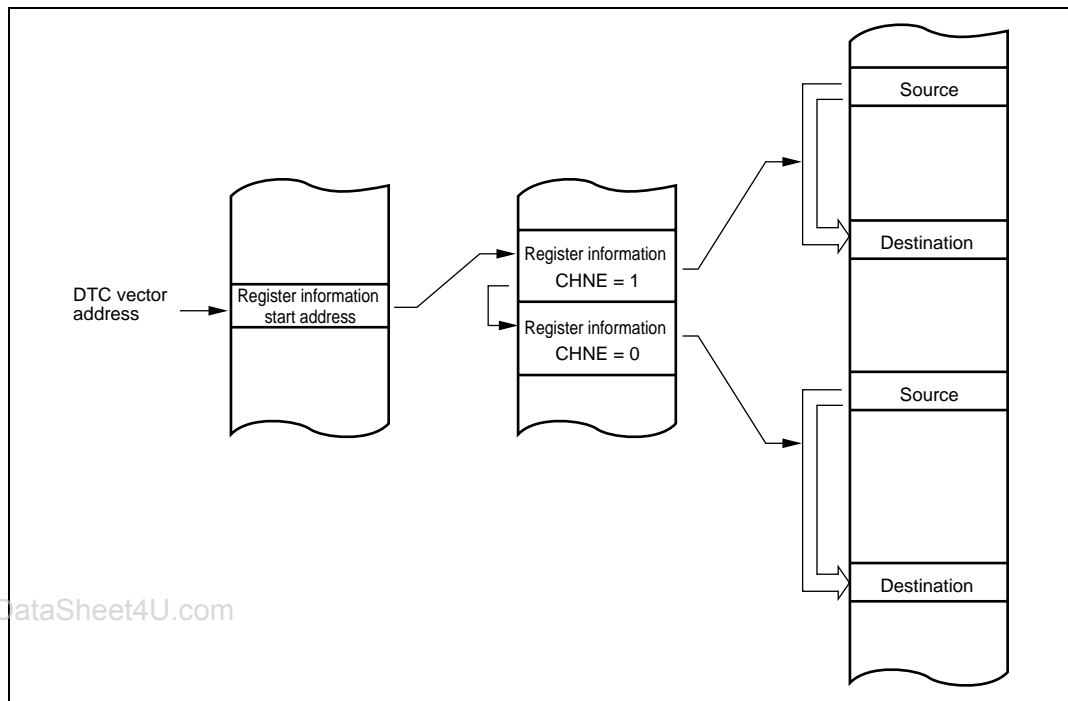 DTC vector
address
Register information
start address
Register information
CHNE = 1
Register information
CHNE = 0
Source
Destination
Source
Destination
DataSheet4U.com